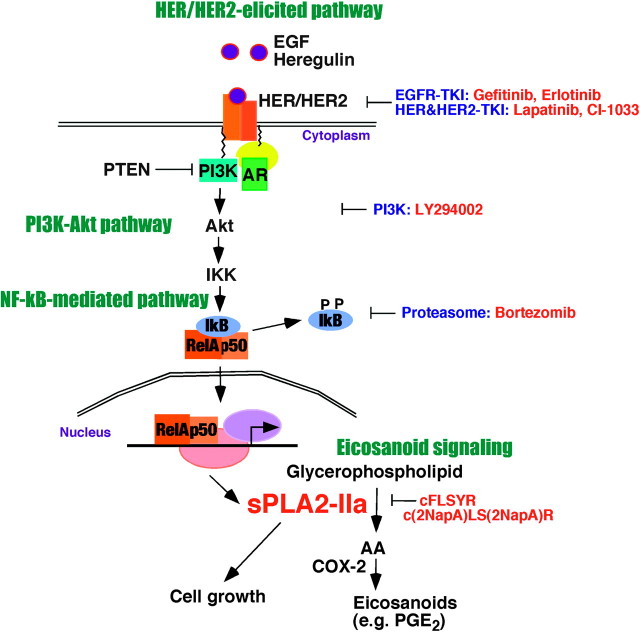 HER/HER2-elicited pathway
EGF
Heregulin
HER/HER2
EGFR-TKI: Gefitinib, Erlotinib
HER&HER2-TKI: Lapatinib, CI-1033
Cytoplasm
PTEN
PI3K
AR
PI3K: LY294002
PI3K-Akt pathway
Akt
IKK
NF-kB-mediated pathway
P P
IkB
IkB
Proteasome: Bortezomib
RelAp50
RelAp50
Nucleus
Eicosanoid signaling
Glycerophospholipid
sPLA2-IIa
cFLSYR
c(2NapA)LS(2NapA)R
AA
COX-2
Cell growth
Eicosanoids
(e.g. PGE2)